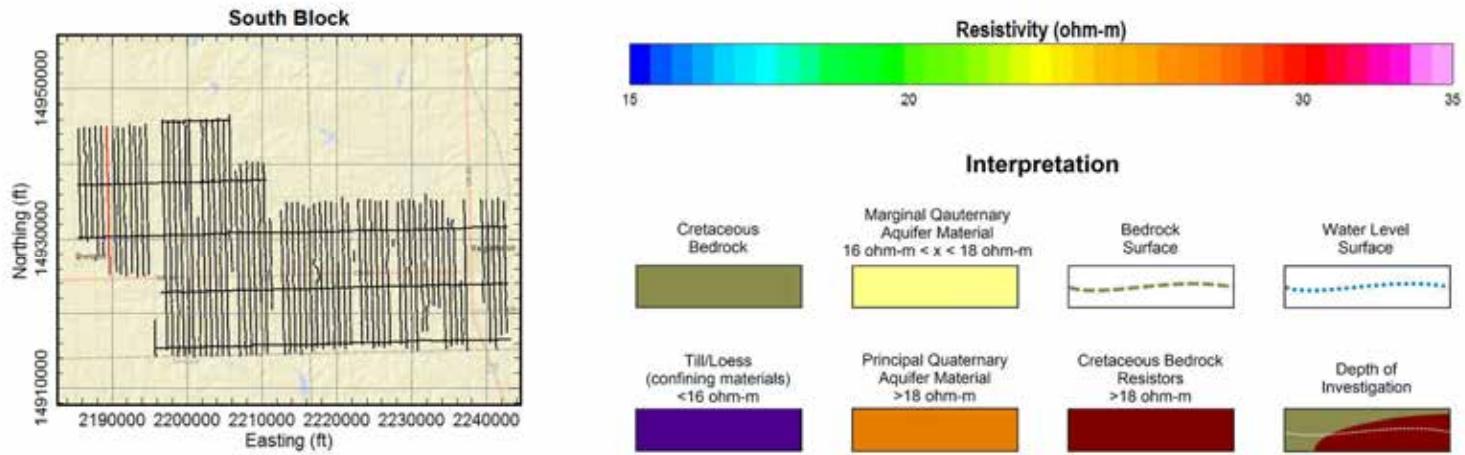 South Block
14950000
14930000
14910000
Northing (ft)
2190000 2200000 2210000 2220000 2230000 2240000
Easting (ft)
Resistivity (ohm-m)
15 20 30 35
Interpretation
Cretaceous
Bedrock
Marginal Qauternary
Aquifer Material
16 ohm-m < x < 18 ohm-m
Bedrock
Surface
Water Level
Surface
Till/Loess
(confining materials)
<16 ohm-m
Principal Quaternary
Aquifer Material
>18 ohm-m
Cretaceous Bedrock
Resistors
>18 ohm-m
Depth of
Investigation